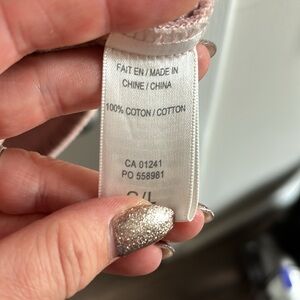 FAIT EN / MADE IN
CHINE / CHINA
100% COTON / COTTON
CA 01241
PO 558981